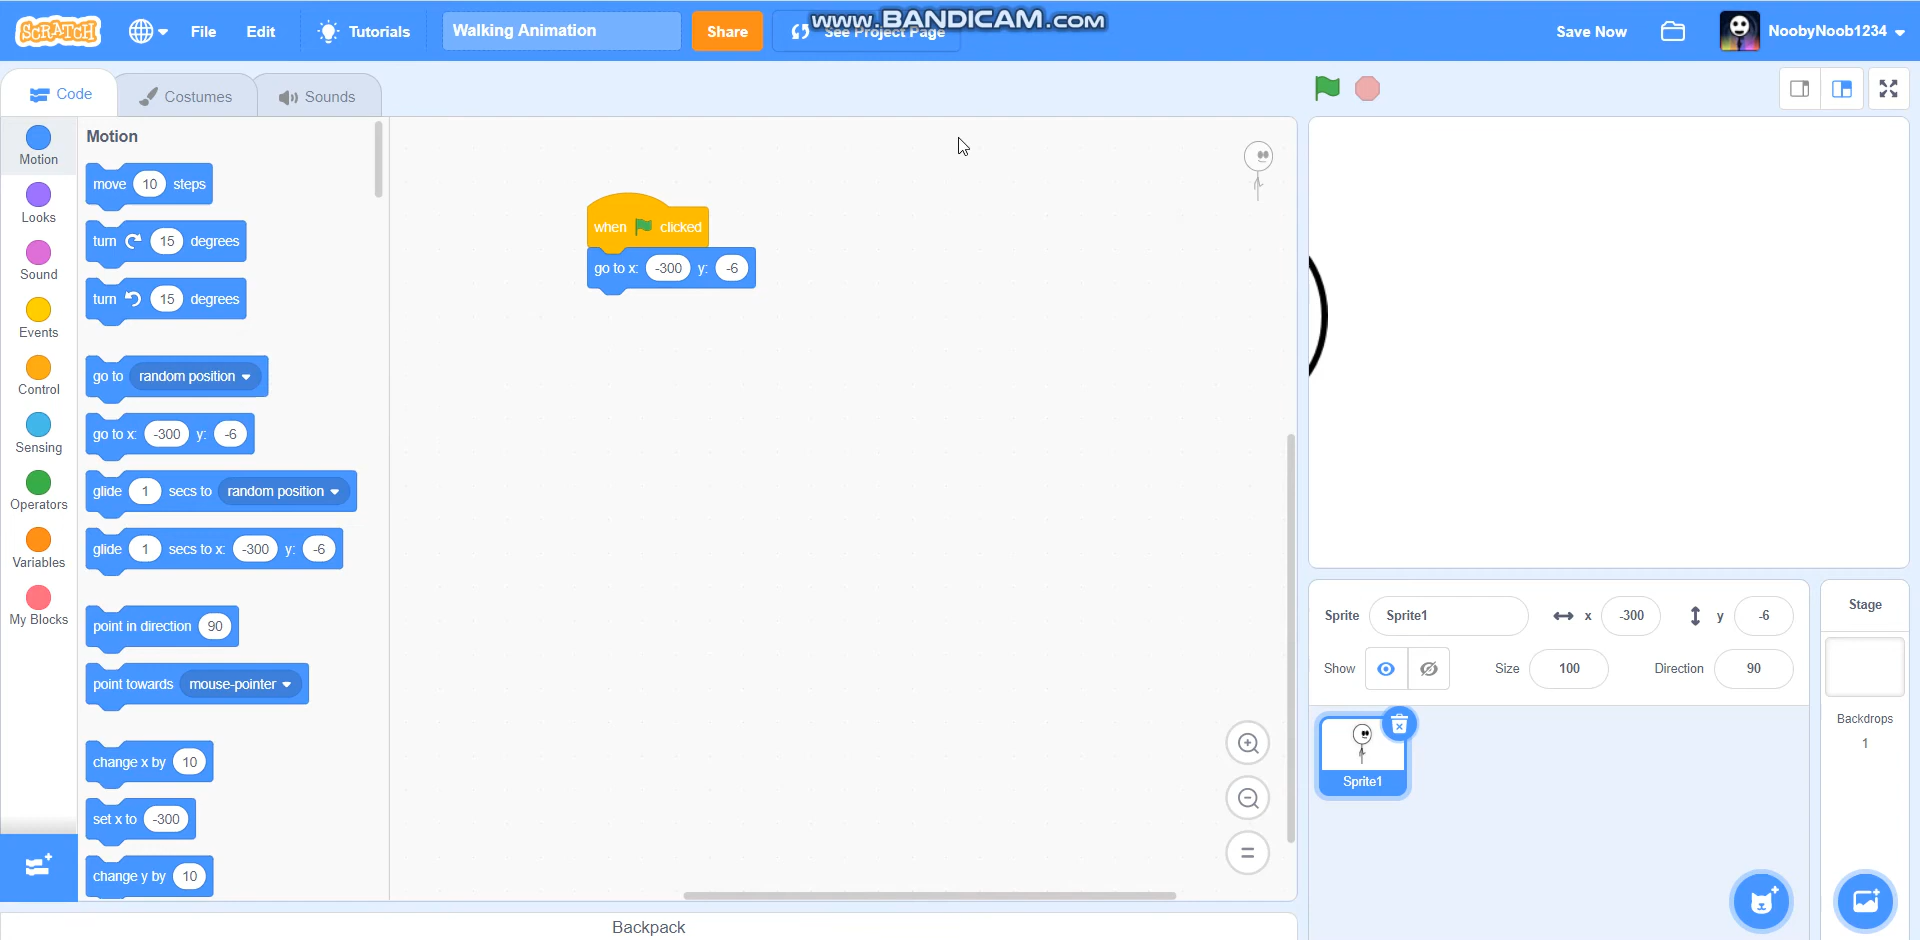 SCRATCH File Edit Tutorials Walking Animation Share See Project Page Save Now NoobyNoob1234
www.BANDICAM.com
Code Costumes Sounds
Motion
Looks
Sound
Events
Control
Sensing
Operators
Variables
My Blocks
Motion
move 10 steps
turn 15 degrees
turn 15 degrees
go to random position
go to x: -300 y: -6
glide 1 secs to random position
glide 1 secs to x: -300 y: -6
point in direction 90
point towards mouse-pointer
change x by 10
set x to -300
change y by 10
when clicked
go to x: -300 y: -6
Backpack
Sprite Sprite1 x -300 y -6
Show Size 100 Direction 90
Sprite1
Stage
Backdrops
1